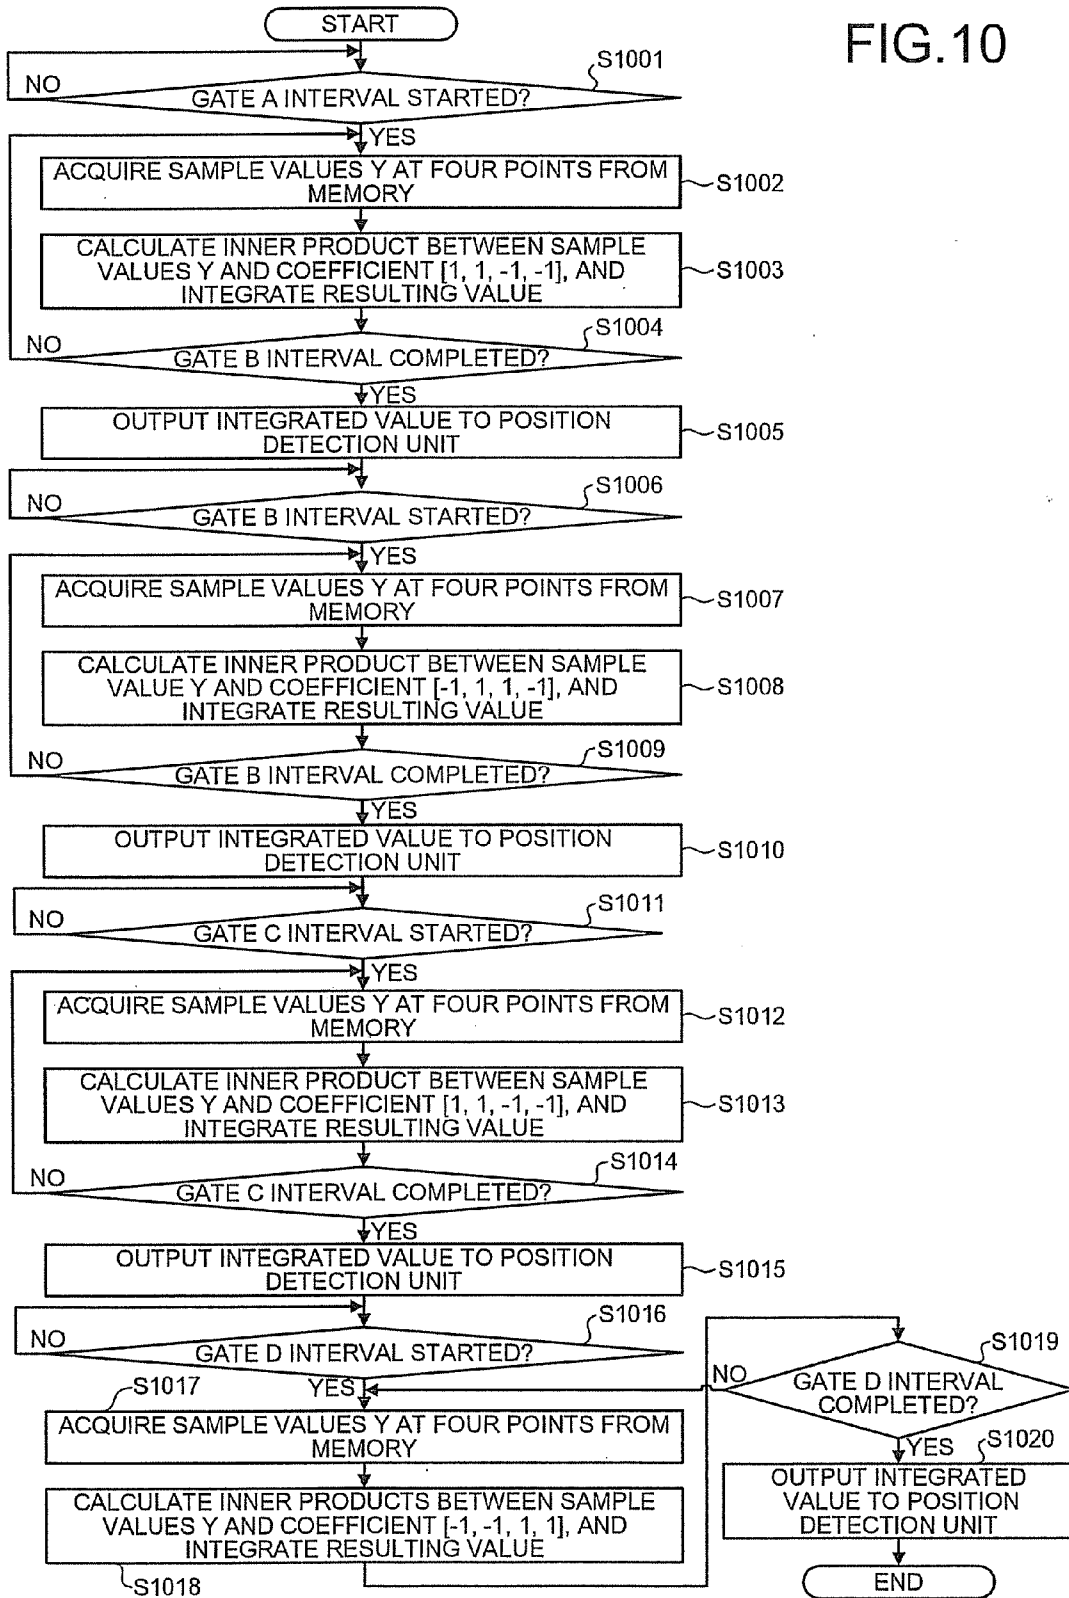 FIG.10
START
S1001
NO
GATE A INTERVAL STARTED?
YES
ACQUIRE SAMPLE VALUES Y AT FOUR POINTS FROM
MEMORY
S1002
CALCULATE INNER PRODUCT BETWEEN SAMPLE
VALUES Y AND COEFFICIENT [1, 1, -1, -1], AND
INTEGRATE RESULTING VALUE
S1003
S1004
NO
GATE B INTERVAL COMPLETED?
YES
OUTPUT INTEGRATED VALUE TO POSITION
DETECTION UNIT
S1005
S1006
NO
GATE B INTERVAL STARTED?
YES
ACQUIRE SAMPLE VALUES Y AT FOUR POINTS FROM
MEMORY
S1007
CALCULATE INNER PRODUCT BETWEEN SAMPLE
VALUE Y AND COEFFICIENT [-1, 1, 1, -1], AND
INTEGRATE RESULTING VALUE
S1008
S1009
NO
GATE B INTERVAL COMPLETED?
YES
OUTPUT INTEGRATED VALUE TO POSITION
DETECTION UNIT
S1010
S1011
NO
GATE C INTERVAL STARTED?
YES
ACQUIRE SAMPLE VALUES Y AT FOUR POINTS FROM
MEMORY
S1012
CALCULATE INNER PRODUCT BETWEEN SAMPLE
VALUES Y AND COEFFICIENT [1, 1, -1, -1], AND
INTEGRATE RESULTING VALUE
S1013
S1014
NO
GATE C INTERVAL COMPLETED?
YES
OUTPUT INTEGRATED VALUE TO POSITION
DETECTION UNIT
S1015
S1016
NO
GATE D INTERVAL STARTED?
YES
S1017
ACQUIRE SAMPLE VALUES Y AT FOUR POINTS FROM
MEMORY
CALCULATE INNER PRODUCTS BETWEEN SAMPLE
VALUES Y AND COEFFICIENT [-1, -1, 1, 1], AND
INTEGRATE RESULTING VALUE
S1018
S1019
NO
GATE D INTERVAL
COMPLETED?
YES
S1020
OUTPUT INTEGRATED
VALUE TO POSITION
DETECTION UNIT
END